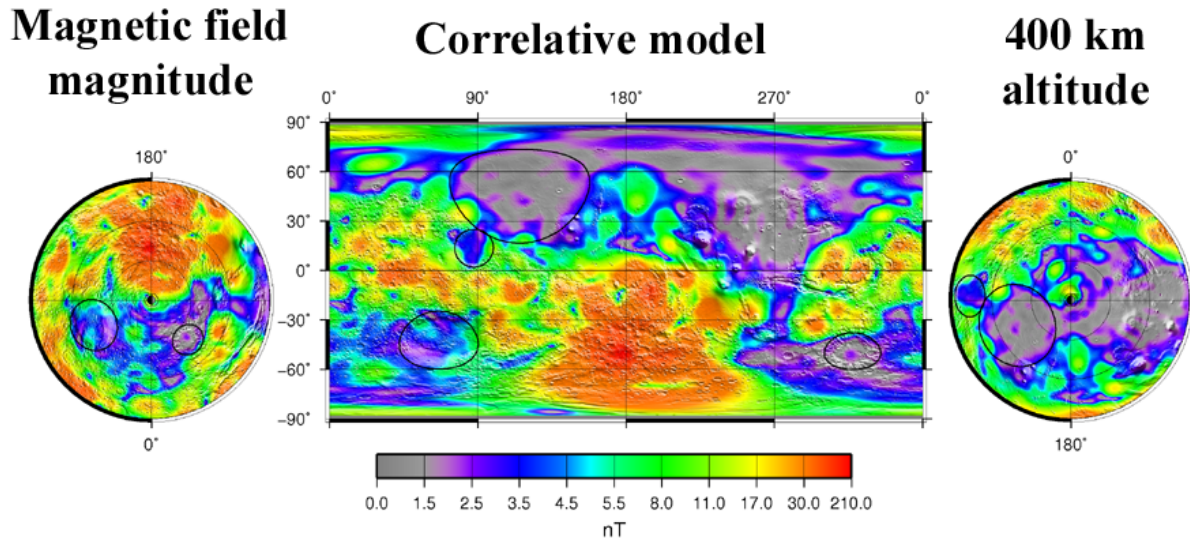 Magnetic field
magnitude
Correlative model
400 km
altitude
0° 90° 180° 270° 0°
90°
60°
30°
0°
−30°
−60°
−90°
180°
0°
0°
180°
0.0 1.5 2.5 3.5 4.5 5.5 8.0 11.0 17.0 30.0 210.0
nT